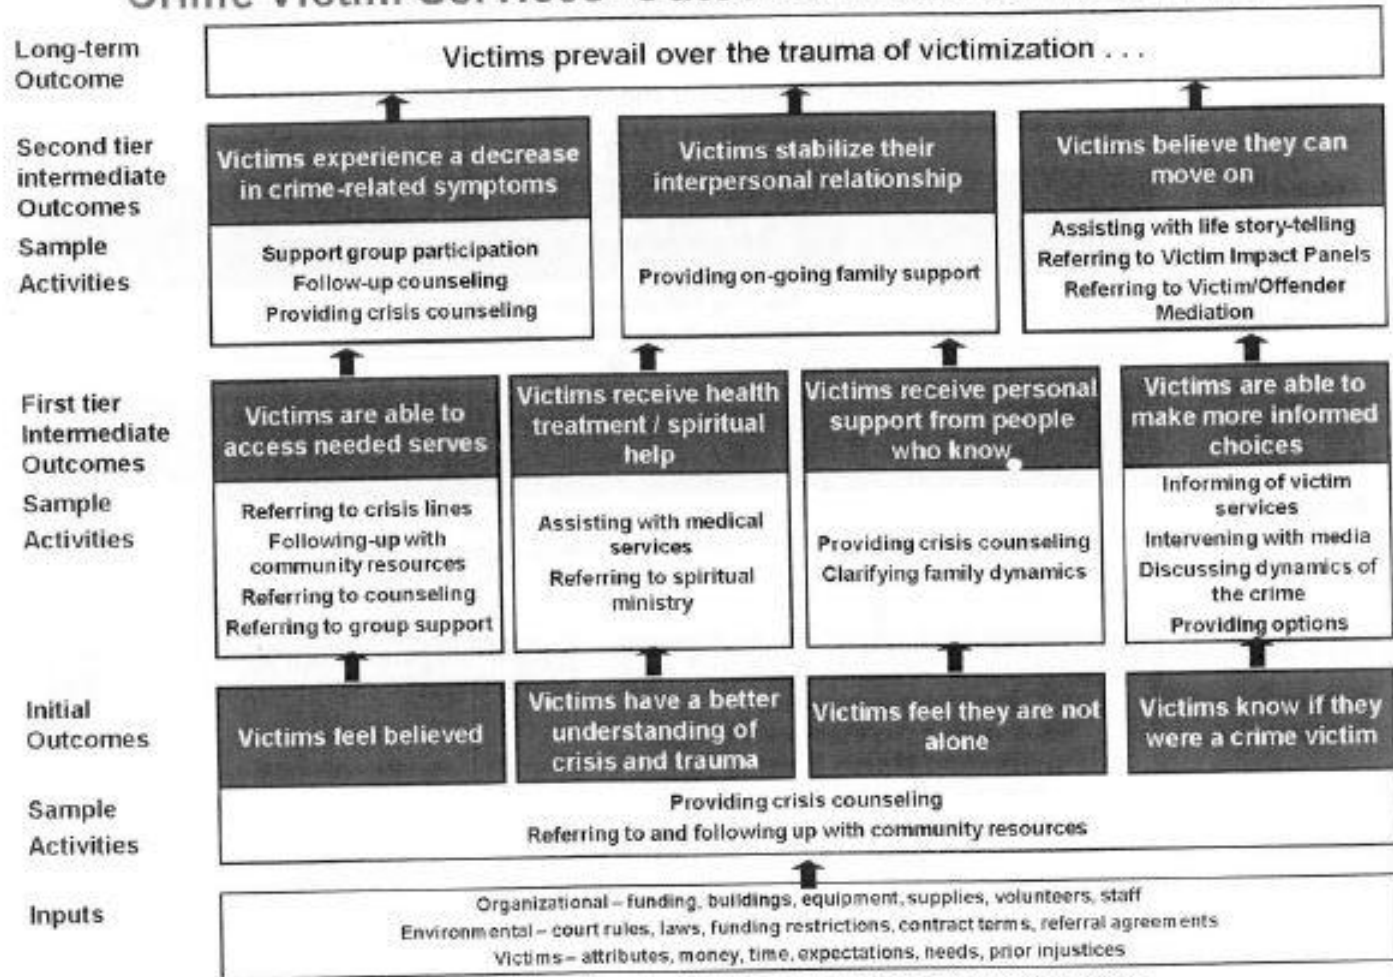 Crime Victim Services
Long-term
Outcome
Victims prevail over the trauma of victimization . . .
Second tier
intermediate
Outcomes
Sample
Activities
Victims experience a decrease
in crime-related symptoms
Support group participation
Follow-up counseling
Providing crisis counseling
Victims stabilize their
interpersonal relationship
Providing on-going family support
Victims believe they can
move on
Assisting with life story-telling
Referring to Victim Impact Panels
Referring to Victim/Offender
Mediation
First tier
Intermediate
Outcomes
Sample
Activities
Victims are able to
access needed serves
Referring to crisis lines
Following-up with
community resources
Referring to counseling
Referring to group support
Victims receive health
treatment / spiritual
help
Assisting with medical
services
Referring to spiritual
ministry
Victims receive personal
support from people
who know
Providing crisis counseling
Clarifying family dynamics
Victims are able to
make more informed
choices
Informing of victim
services
Intervening with media
Discussing dynamics of
the crime
Providing options
Initial
Outcomes
Victims feel believed
Victims have a better
understanding of
crisis and trauma
Victims feel they are not
alone
Victims know if they
were a crime victim
Sample
Activities
Providing crisis counseling
Referring to and following up with community resources
Inputs
Organizational – funding, buildings, equipment, supplies, volunteers, staff
Environmental – court rules, laws, funding restrictions, contract terms, referral agreements
Victims – attributes, money, time, expectations, needs, prior injustices